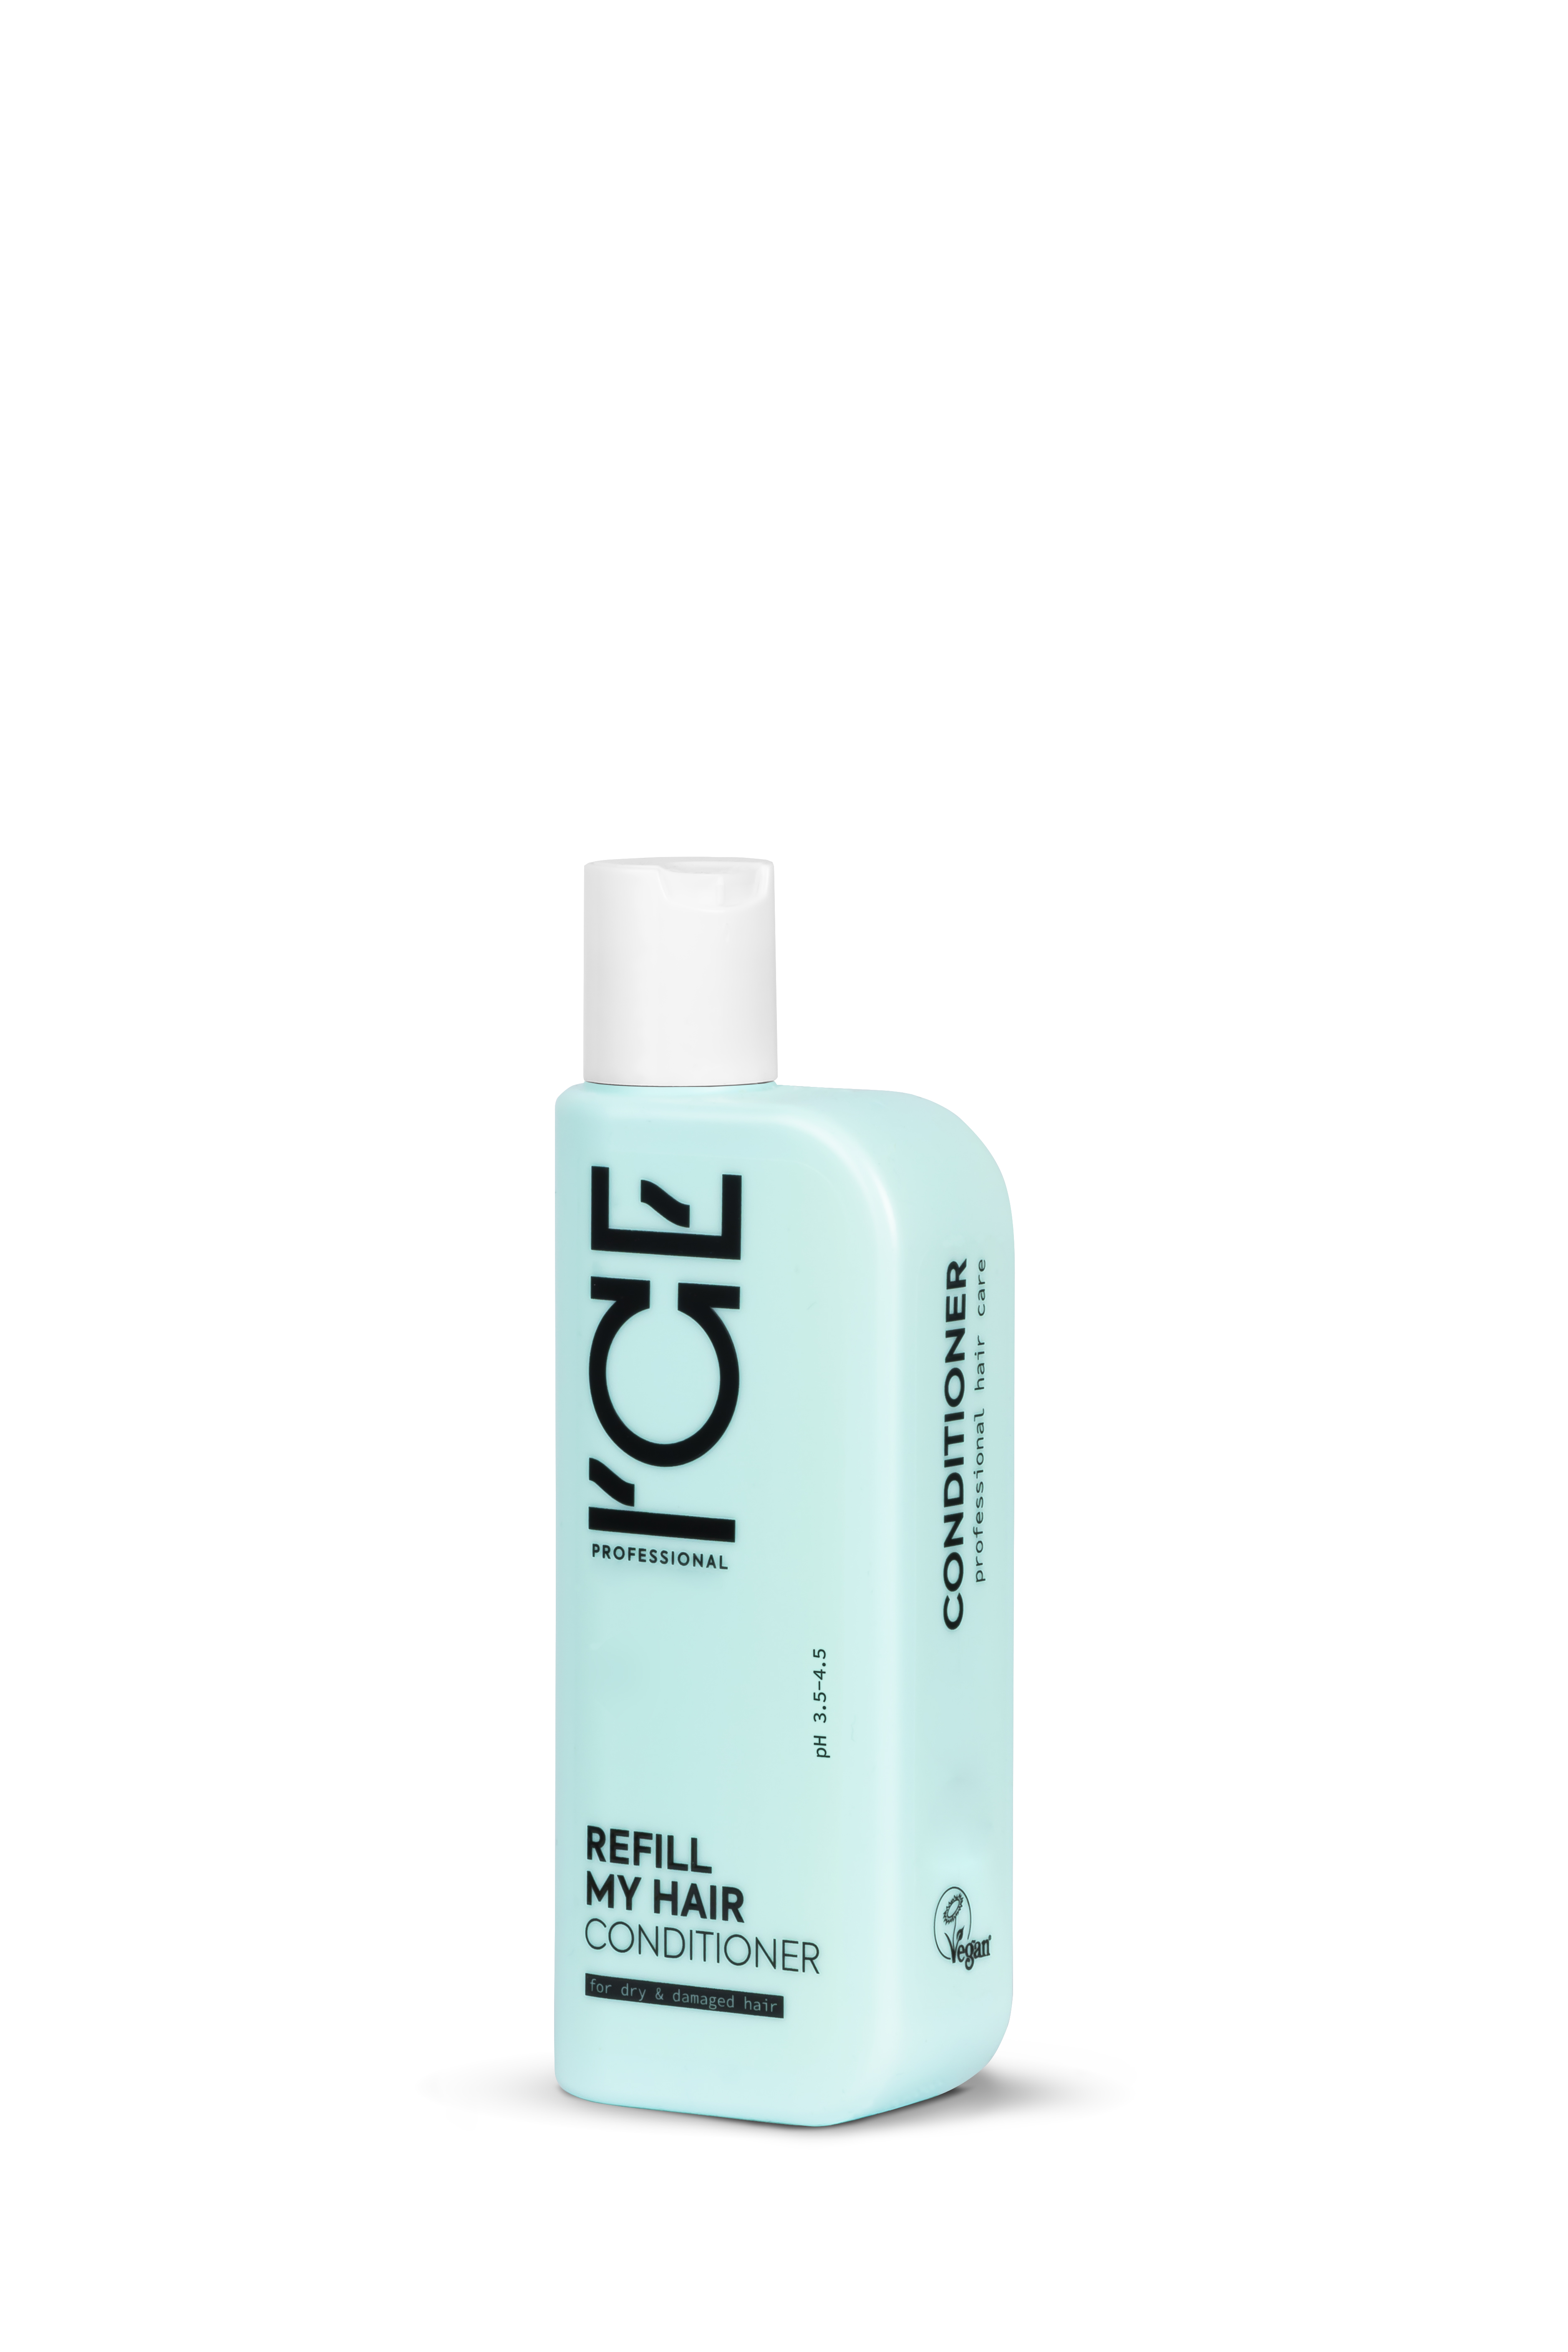 I'CE
PROFESSIONAL
pH 3.5–4.5
REFILL
MY HAIR
CONDITIONER
for dry & damaged hair
CONDITIONER
professional hair care
Vegan